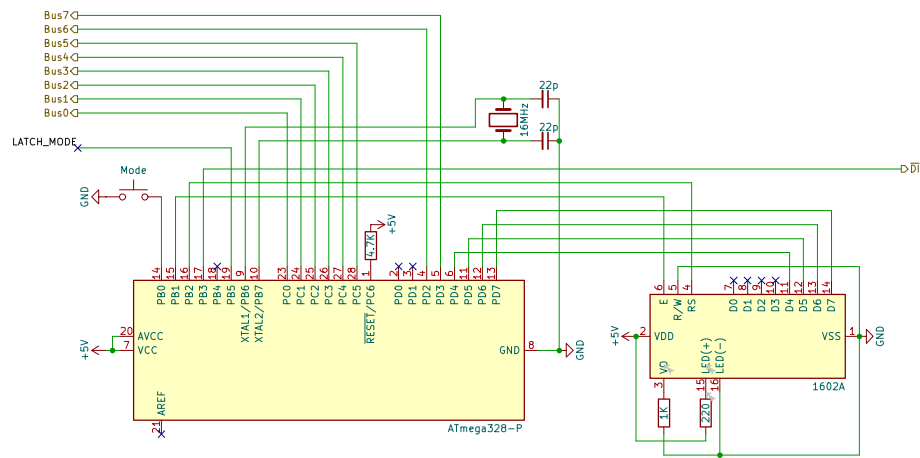 Bus7
Bus6
Bus5
Bus4
Bus3
Bus2
Bus1
Bus0
LATCH_MODE
Mode
GND
22p
16MHz
22p
DI
4.7K
+5V
14 15 16 17 18 19 9 10 23 24 25 26 27 28 1 2 3 4 5 6 11 12 13
PB0 PB1 PB2 PB3 PB4 PB5 XTAL1/PB6 XTAL2/PB7 PC0 PC1 PC2 PC3 PC4 PC5 RESET/PC6 PD0 PD1 PD2 PD3 PD4 PD5 PD6 PD7
20 AVCC
+5V 7 VCC
GND 8 GND
AREF
21
ATmega328-P
6 5 4 7 8 9 10 11 12 13 14
E R/W RS D0 D1 D2 D3 D4 D5 D6 D7
+5V 2 VDD
VSS 1 GND
VO LED(+) LED(-)
3 15 16
1602A
1K
220